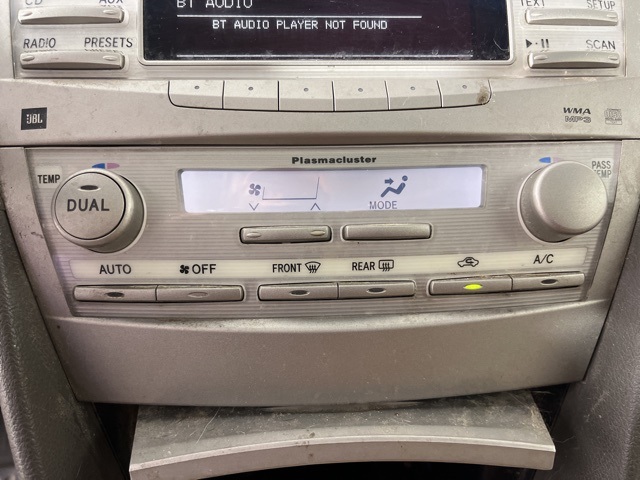 CD
AUX
BT AUDIO
TEXT
SETUP
BT AUDIO PLAYER NOT FOUND
RADIO
PRESETS
SCAN
JBL
WMA
MP3
Plasmacluster
TEMP
PASS
TEMP
DUAL
MODE
AUTO
OFF
FRONT
REAR
A/C